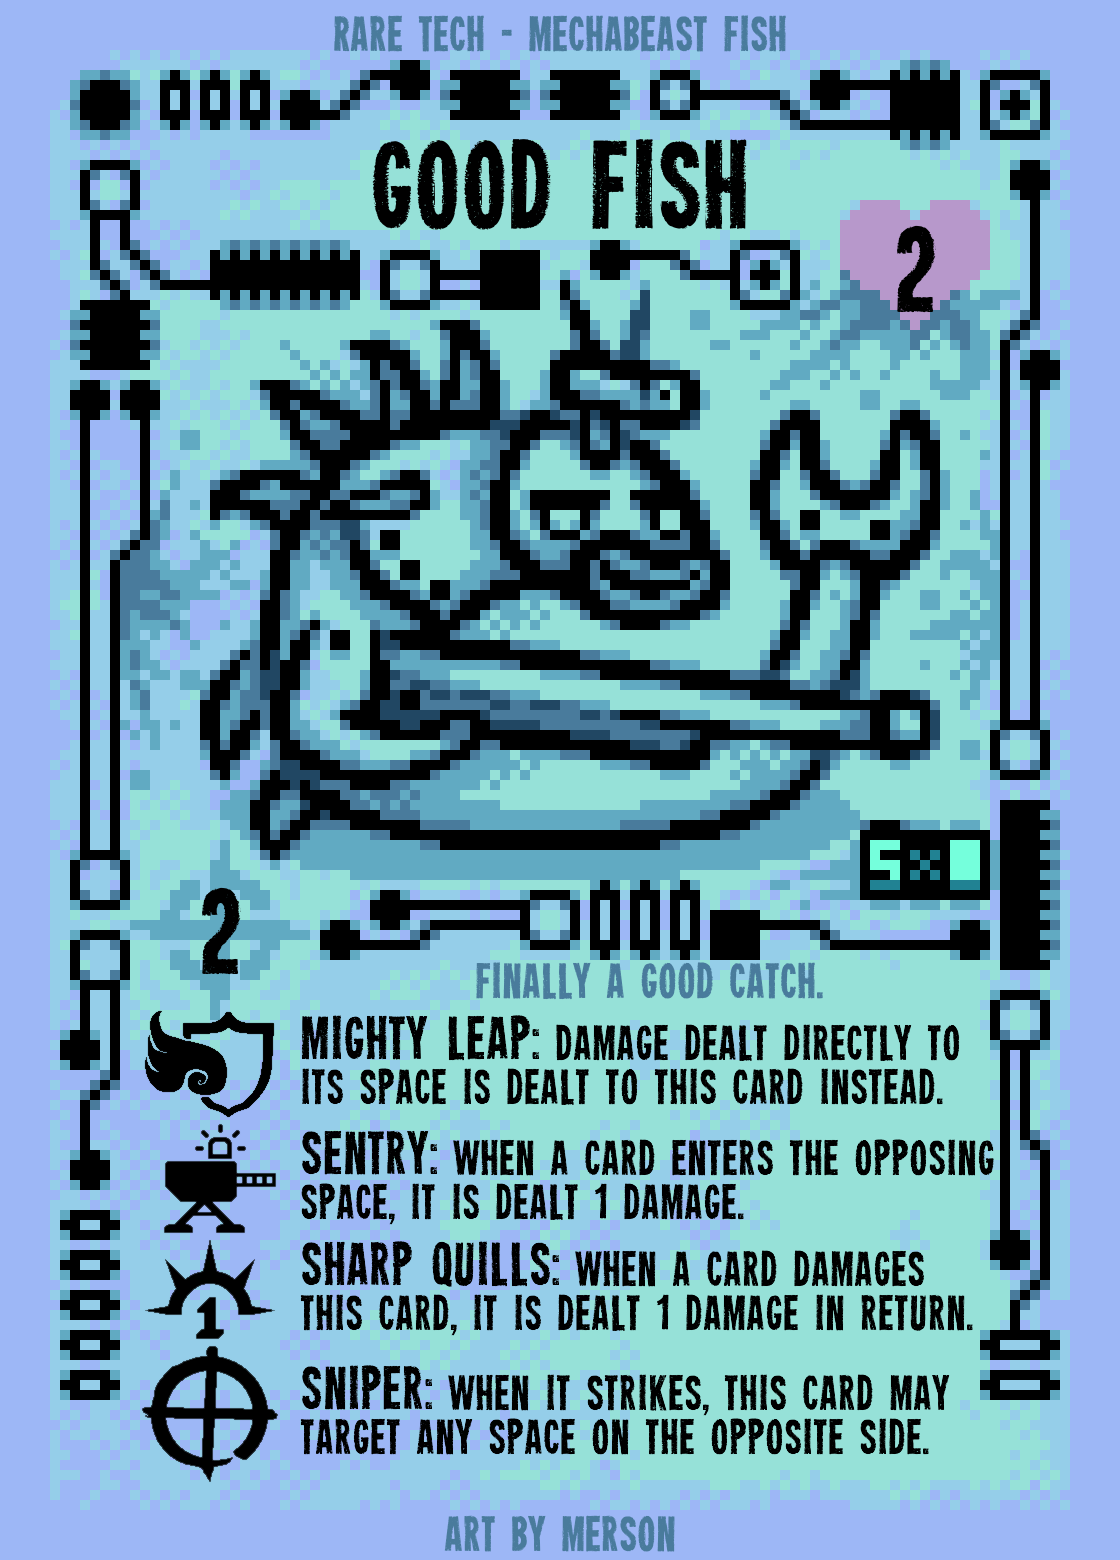 RARE TECH - MECHABEAST FISH
GOOD FISH
2
5x
2
FINALLY A GOOD CATCH.
MIGHTY LEAP: DAMAGE DEALT DIRECTLY TO
ITS SPACE IS DEALT TO THIS CARD INSTEAD.
SENTRY: WHEN A CARD ENTERS THE OPPOSING
SPACE, IT IS DEALT 1 DAMAGE.
SHARP QUILLS: WHEN A CARD DAMAGES
THIS CARD, IT IS DEALT 1 DAMAGE IN RETURN.
1
SNIPER: WHEN IT STRIKES, THIS CARD MAY
TARGET ANY SPACE ON THE OPPOSITE SIDE.
ART BY MERSON